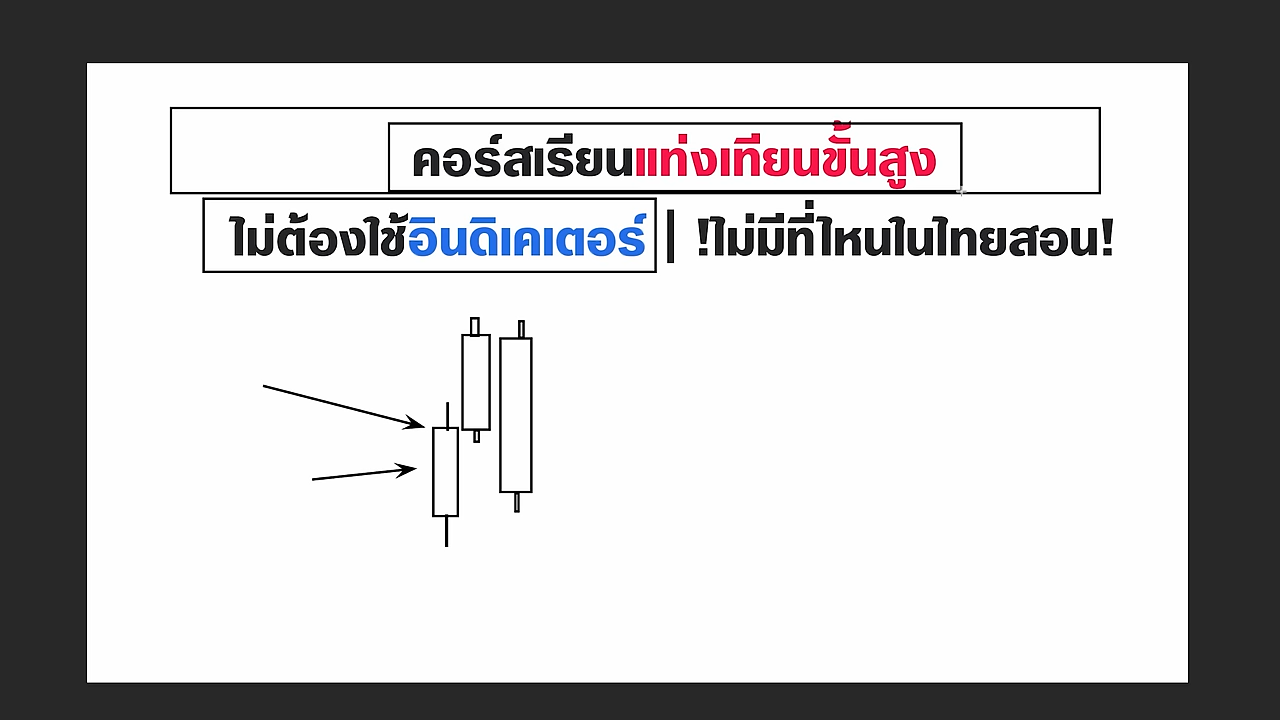 คอร์สเรียนแท่งเทียนขั้นสูง
ไม่ต้องใช้อินดิเคเตอร์ | !ไม่มีที่ไหนในไทยสอน!